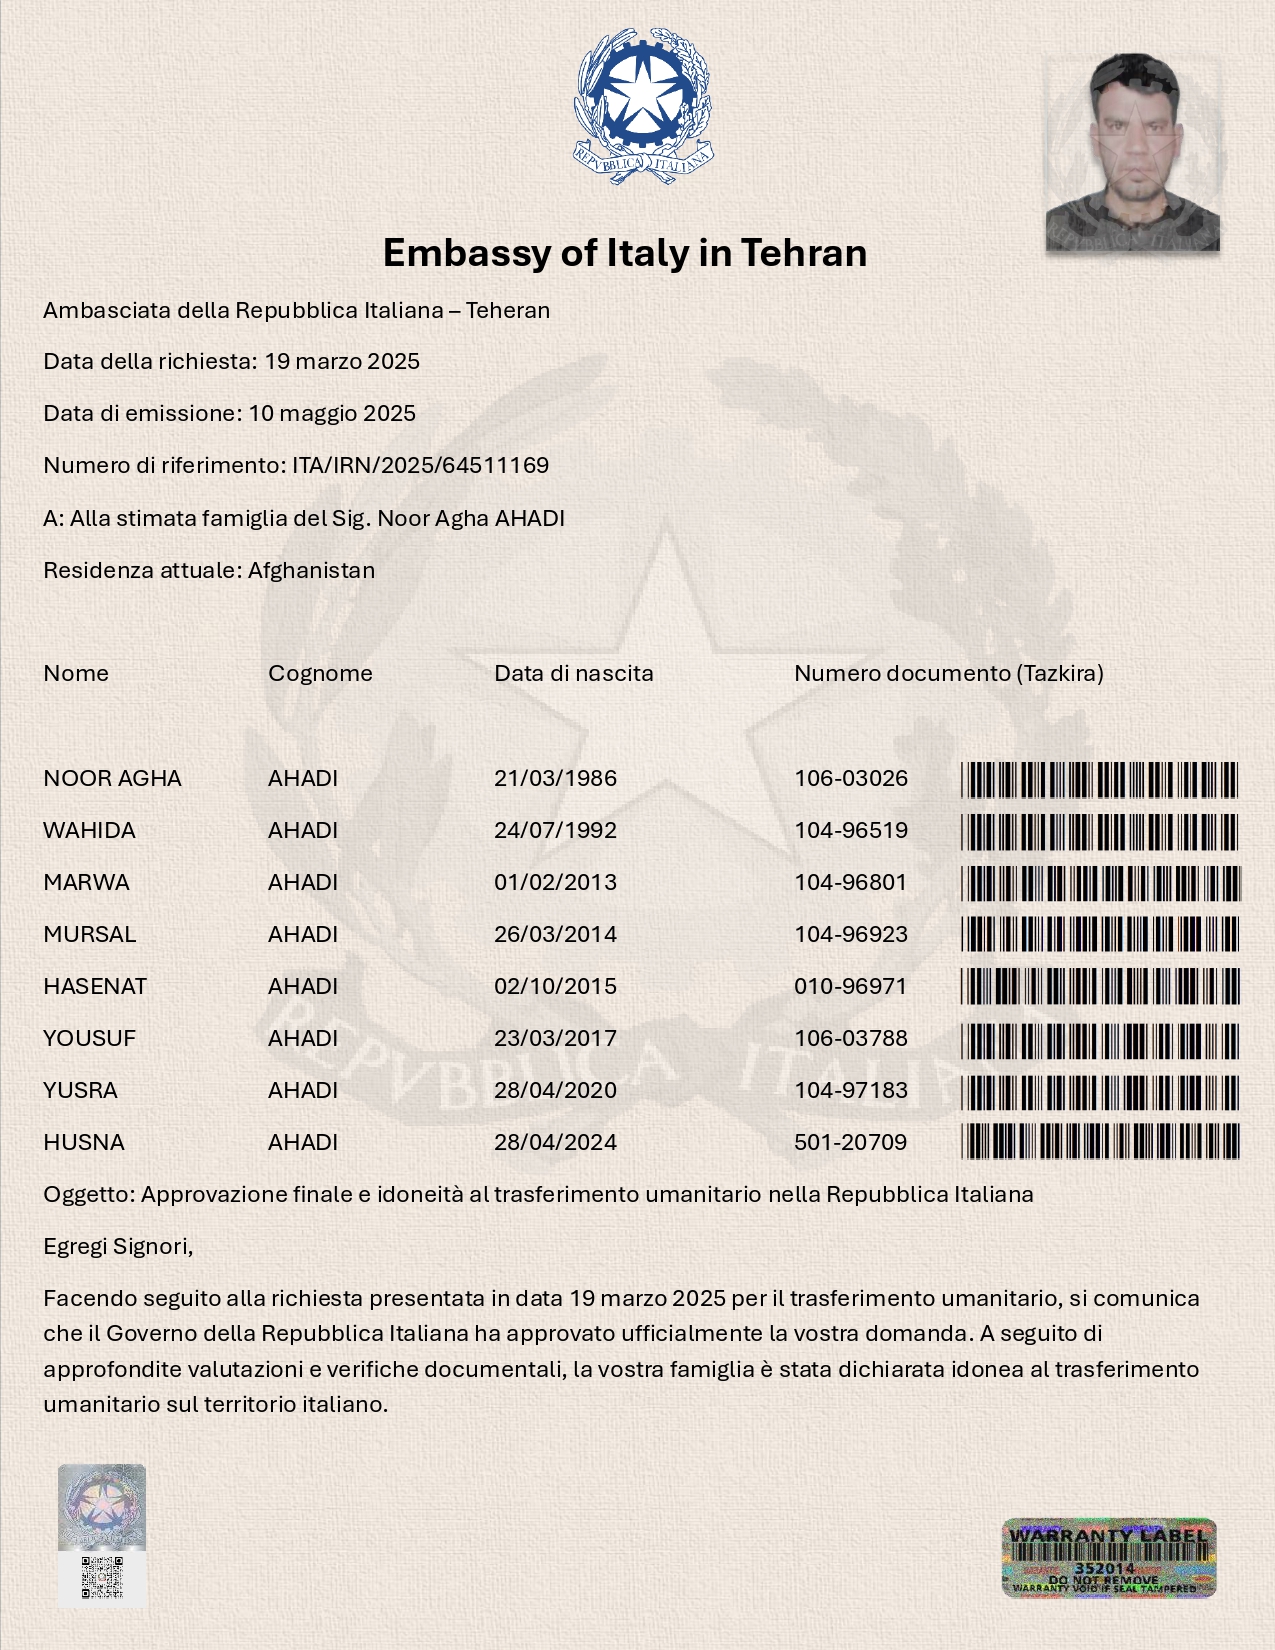 REPVBBLICA ITALIANA
Embassy of Italy in Tehran
Ambasciata della Repubblica Italiana – Teheran
Data della richiesta: 19 marzo 2025
Data di emissione: 10 maggio 2025
Numero di riferimento: ITA/IRN/2025/64511169
A: Alla stimata famiglia del Sig. Noor Agha AHADI
Residenza attuale: Afghanistan
Nome Cognome Data di nascita Numero documento (Tazkira)
NOOR AGHA AHADI 21/03/1986 106-03026
WAHIDA AHADI 24/07/1992 104-96519
MARWA AHADI 01/02/2013 104-96801
MURSAL AHADI 26/03/2014 104-96923
HASENAT AHADI 02/10/2015 010-96971
YOUSUF AHADI 23/03/2017 106-03788
REPVBBLICA ITALIANA
YUSRA AHADI 28/04/2020 104-97183
HUSNA AHADI 28/04/2024 501-20709
Oggetto: Approvazione finale e idoneità al trasferimento umanitario nella Repubblica Italiana
Egregi Signori,
Facendo seguito alla richiesta presentata in data 19 marzo 2025 per il trasferimento umanitario, si comunica
che il Governo della Repubblica Italiana ha approvato ufficialmente la vostra domanda. A seguito di
approfondite valutazioni e verifiche documentali, la vostra famiglia è stata dichiarata idonea al trasferimento
umanitario sul territorio italiano.
WARRANTY LABEL
352014
DO NOT REMOVE
WARRANTY VOID IF SEAL TAMPERED